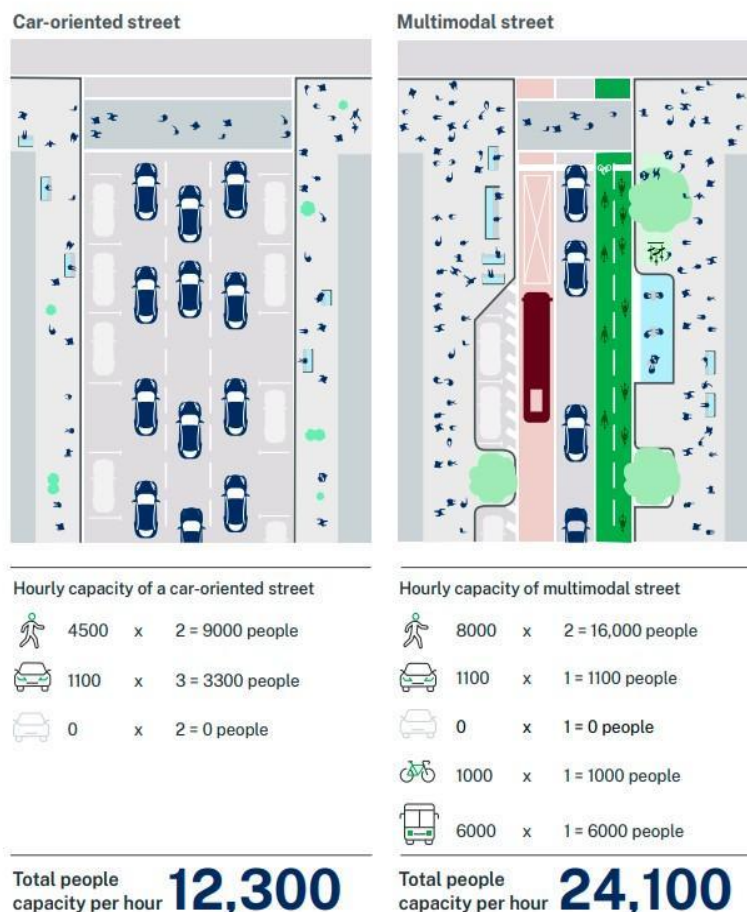 Car-oriented street
Multimodal street
Hourly capacity of a car-oriented street
4500 x 2 = 9000 people
1100 x 3 = 3300 people
0 x 2 = 0 people
Total people
capacity per hour 12,300
Hourly capacity of multimodal street
8000 x 2 = 16,000 people
1100 x 1 = 1100 people
0 x 1 = 0 people
1000 x 1 = 1000 people
6000 x 1 = 6000 people
Total people
capacity per hour 24,100